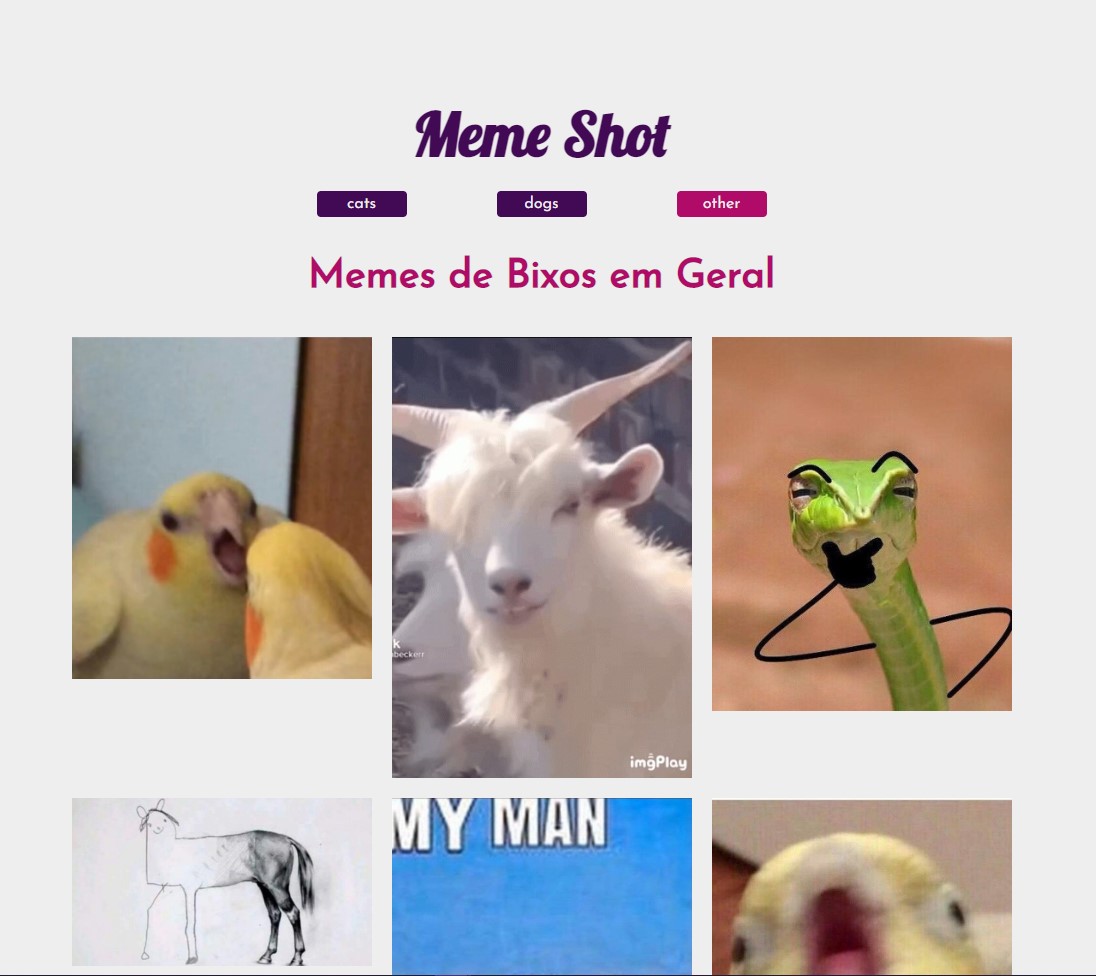 Meme Shot
cats
dogs
other
Memes de Bixos em Geral
k
beckerr
imgPlay
MY MAN